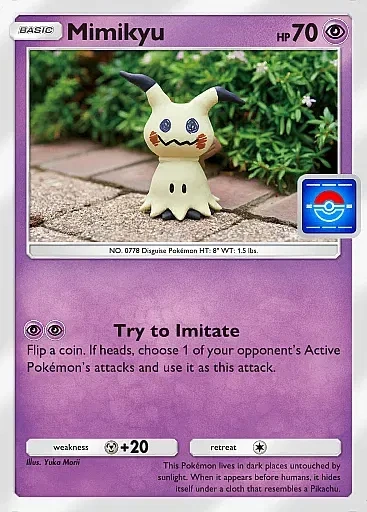 BASIC Mimikyu HP 70
NO. 0778 Disguise Pokémon HT: 8" WT: 1.5 lbs.
Try to Imitate
Flip a coin. If heads, choose 1 of your opponent's Active
Pokémon's attacks and use it as this attack.
weakness +20 retreat
Illus. Yuka Morii
This Pokémon lives in dark places untouched by
sunlight. When it appears before humans, it hides
itself under a cloth that resembles a Pikachu.